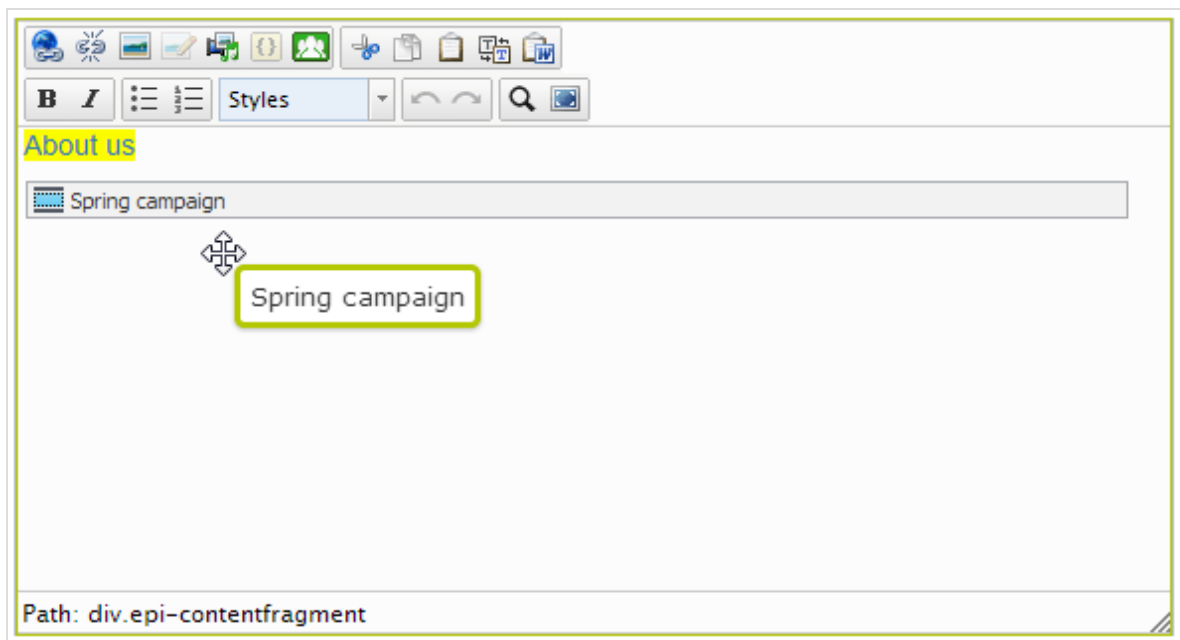 B I Styles
About us
Spring campaign
Spring campaign
Path: div.epi-contentfragment